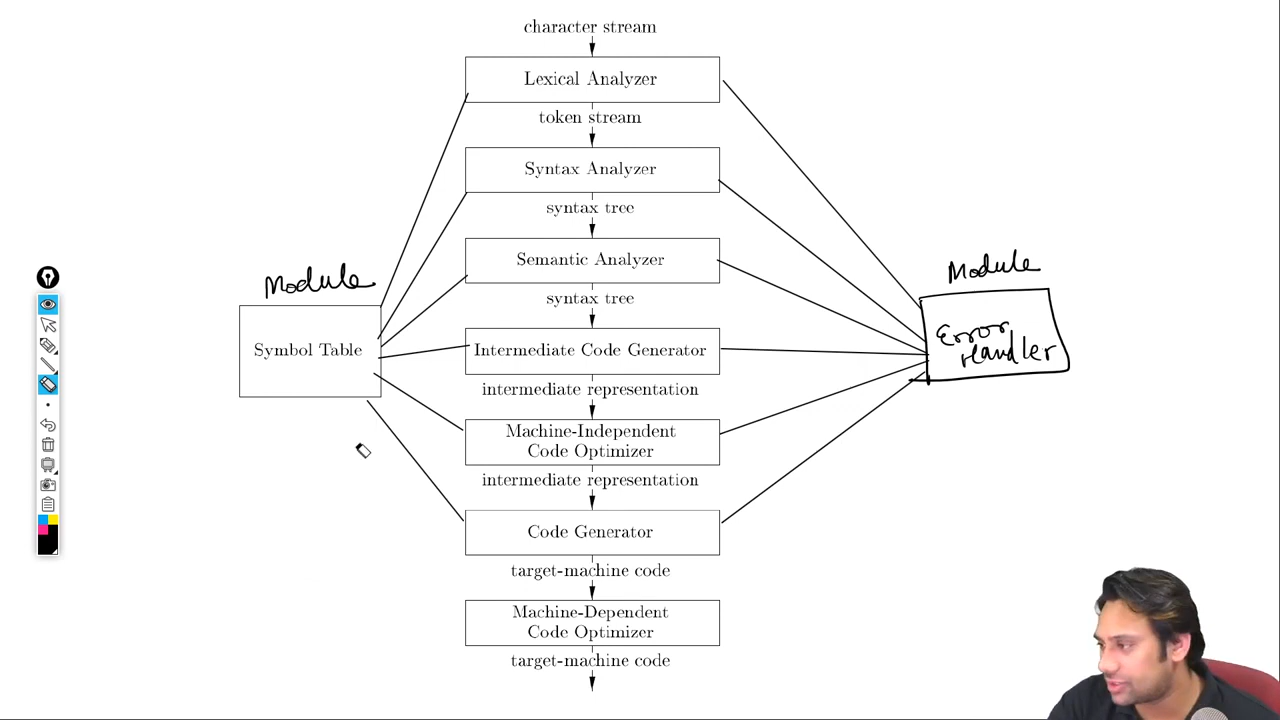 character stream
Lexical Analyzer
token stream
Syntax Analyzer
syntax tree
Semantic Analyzer
syntax tree
Module
Module
Symbol Table
Intermediate Code Generator
Error
Handler
intermediate representation
Machine-Independent
Code Optimizer
intermediate representation
Code Generator
target-machine code
Machine-Dependent
Code Optimizer
target-machine code